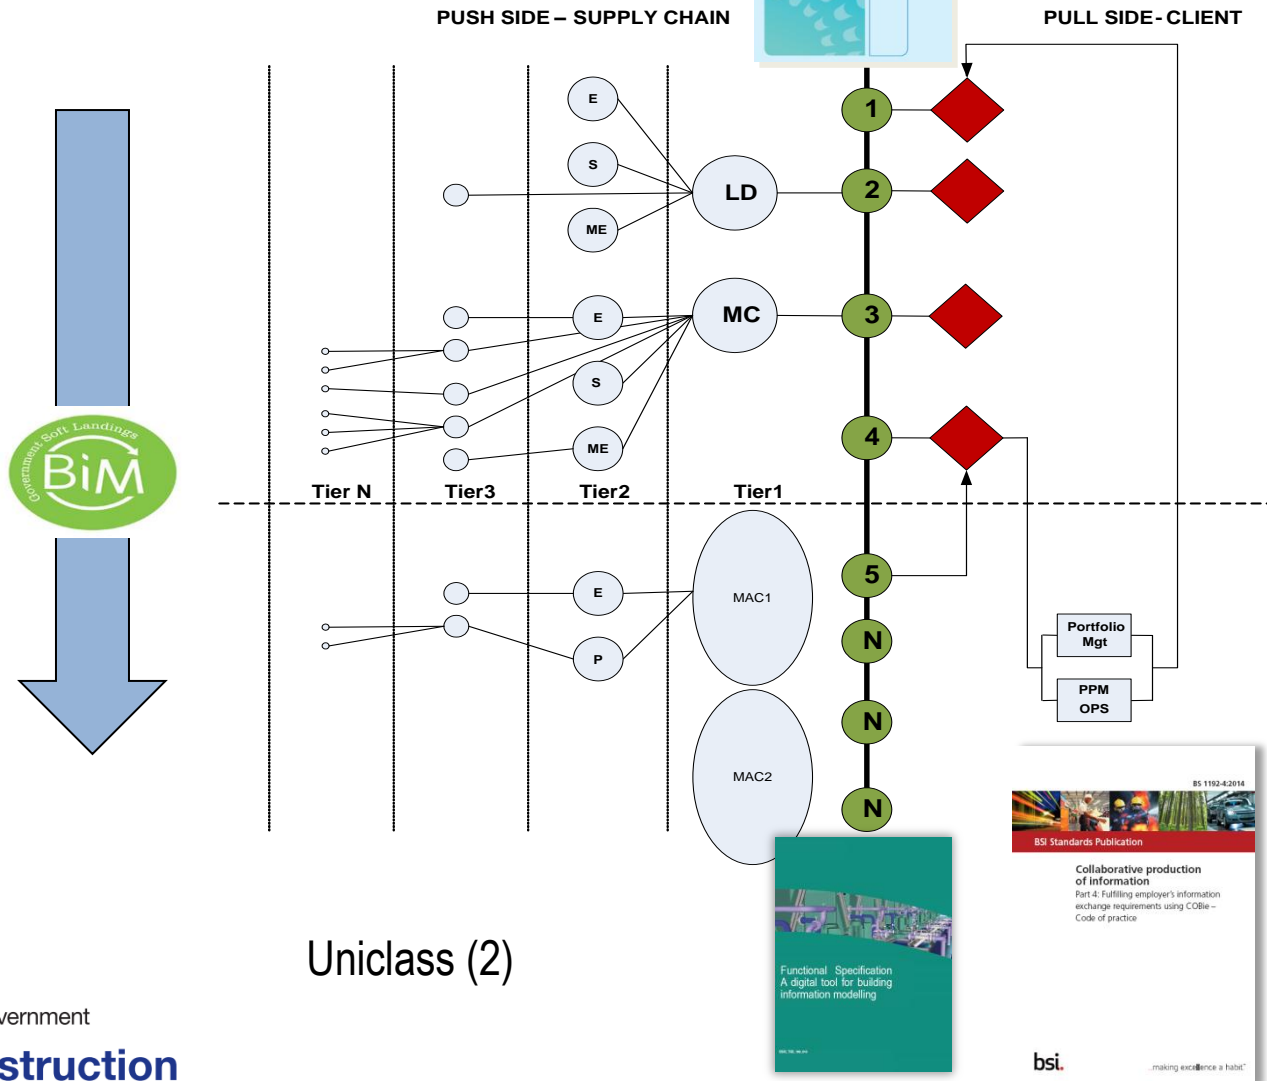 PUSH SIDE – SUPPLY CHAIN
PULL SIDE- CLIENT
E
1
S
LD
2
ME
E
MC
3
S
4
ME
Government Soft Landings
BiM
Tier N
Tier3
Tier2
Tier1
5
E
MAC1
N
P
Portfolio
Mgt
PPM
OPS
N
MAC2
N
BS 1192-4:2014
BSI Standards Publication
Collaborative production
of information
Part 4: Fulfilling employer's information
exchange requirements using COBie –
Code of practice
Uniclass (2)
Functional Specification
A digital tool for building
information modelling
vernment
struction
bsi.
...making excellence a habit.™